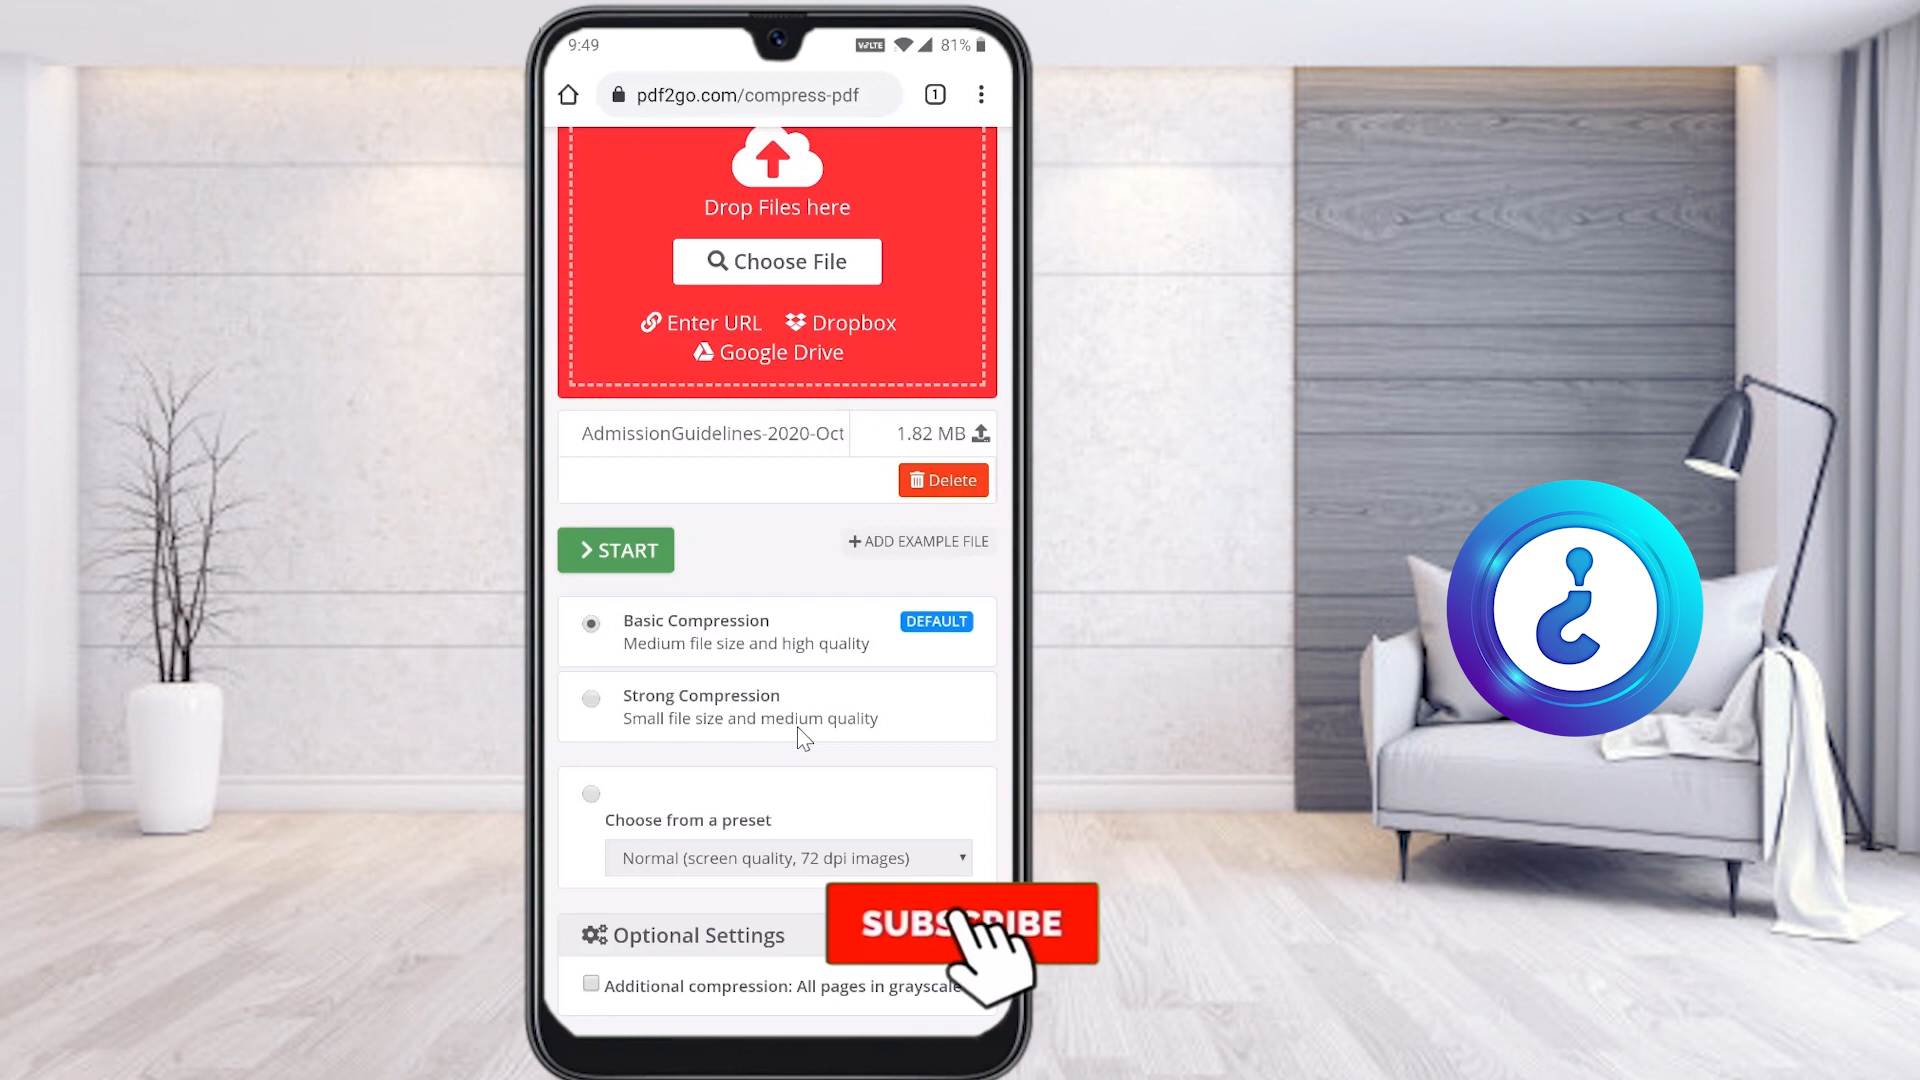 9:49
VoLTE
81%
pdf2go.com/compress-pdf
1
Drop Files here
Choose File
Enter URL Dropbox
Google Drive
AdmissionGuidelines-2020-Oct 1.82 MB
Delete
START
ADD EXAMPLE FILE
Basic Compression DEFAULT
Medium file size and high quality
Strong Compression
Small file size and medium quality
Choose from a preset
Normal (screen quality, 72 dpi images)
Optional Settings
SUBSCRIBE
Additional compression: All pages in grayscale